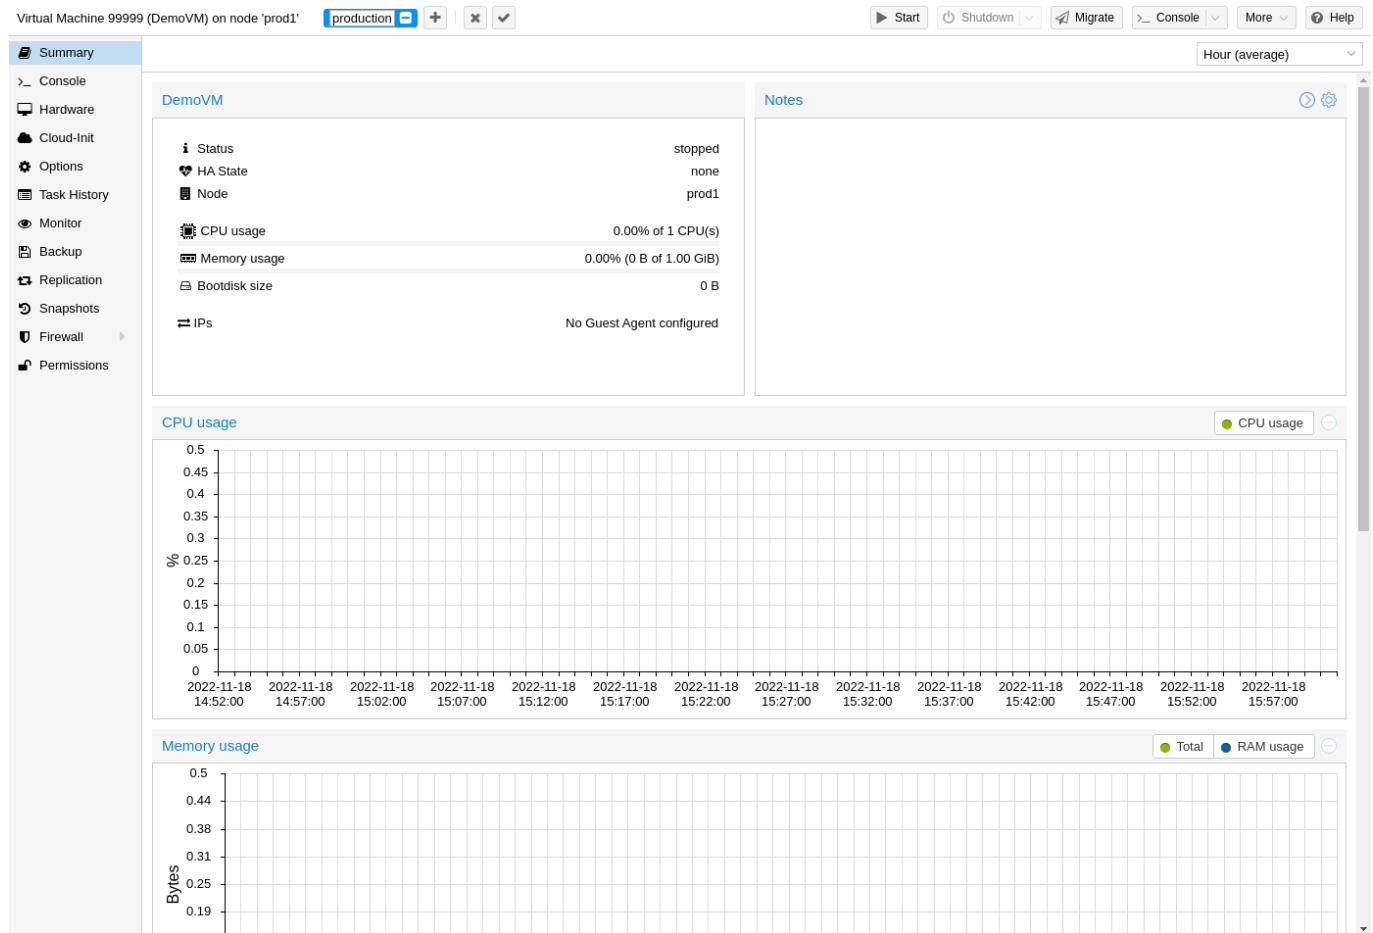 Virtual Machine 99999 (DemoVM) on node 'prod1' production Start Shutdown Migrate Console More Help
Summary
Console
Hardware
Cloud-Init
Options
Task History
Monitor
Backup
Replication
Snapshots
Firewall
Permissions
Hour (average)
DemoVM
Status stopped
HA State none
Node prod1
CPU usage 0.00% of 1 CPU(s)
Memory usage 0.00% (0 B of 1.00 GiB)
Bootdisk size 0 B
IPs No Guest Agent configured
Notes
CPU usage
CPU usage
0.5
0.45
0.4
0.35
0.3
0.25
0.2
0.15
0.1
0.05
0
%
2022-11-18 2022-11-18 2022-11-18 2022-11-18 2022-11-18 2022-11-18 2022-11-18 2022-11-18 2022-11-18 2022-11-18 2022-11-18 2022-11-18 2022-11-18 2022-11-18
14:52:00 14:57:00 15:02:00 15:07:00 15:12:00 15:17:00 15:22:00 15:27:00 15:32:00 15:37:00 15:42:00 15:47:00 15:52:00 15:57:00
Memory usage
Total RAM usage
0.5
0.44
0.38
0.31
0.25
0.19
Bytes